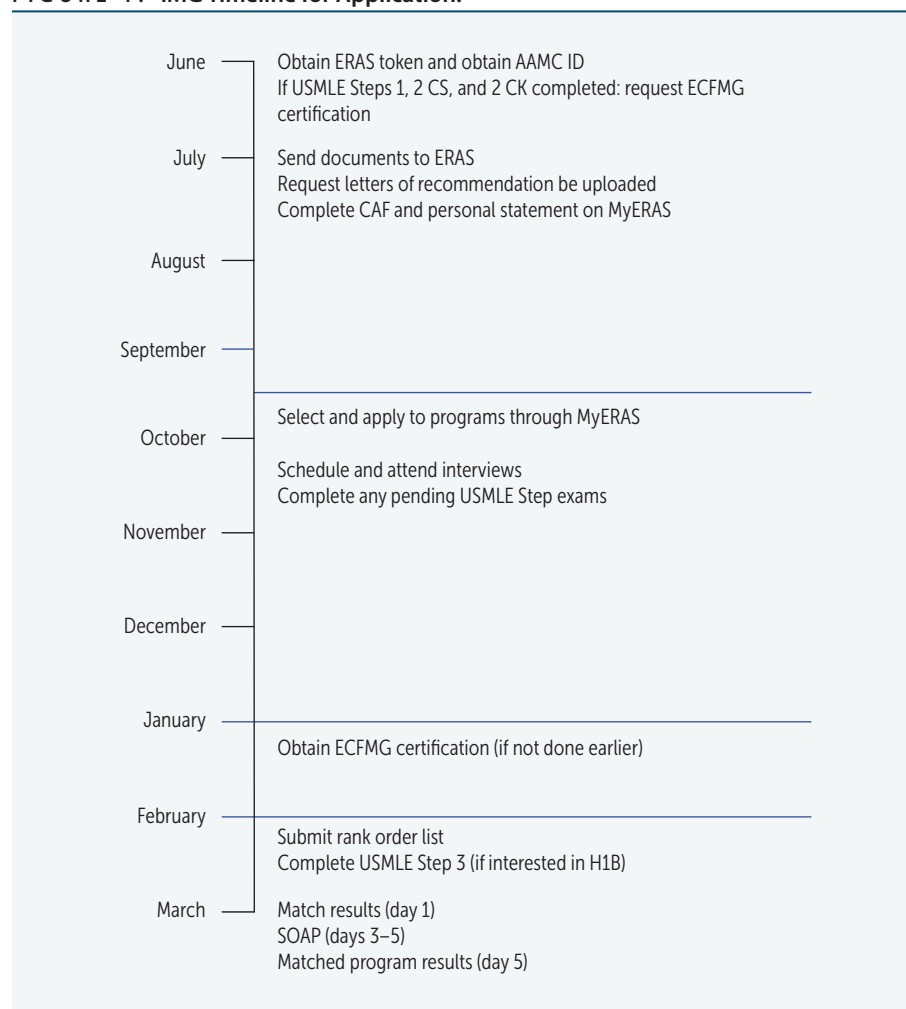 IMG Timeline for Application.
June
Obtain ERAS token and obtain AAMC ID
If USMLE Steps 1, 2 CS, and 2 CK completed: request ECFMG
certification
July
Send documents to ERAS
Request letters of recommendation be uploaded
Complete CAF and personal statement on MyERAS
August
September
Select and apply to programs through MyERAS
October
Schedule and attend interviews
Complete any pending USMLE Step exams
November
December
January
Obtain ECFMG certification (if not done earlier)
February
Submit rank order list
Complete USMLE Step 3 (if interested in H1B)
March
Match results (day 1)
SOAP (days 3–5)
Matched program results (day 5)